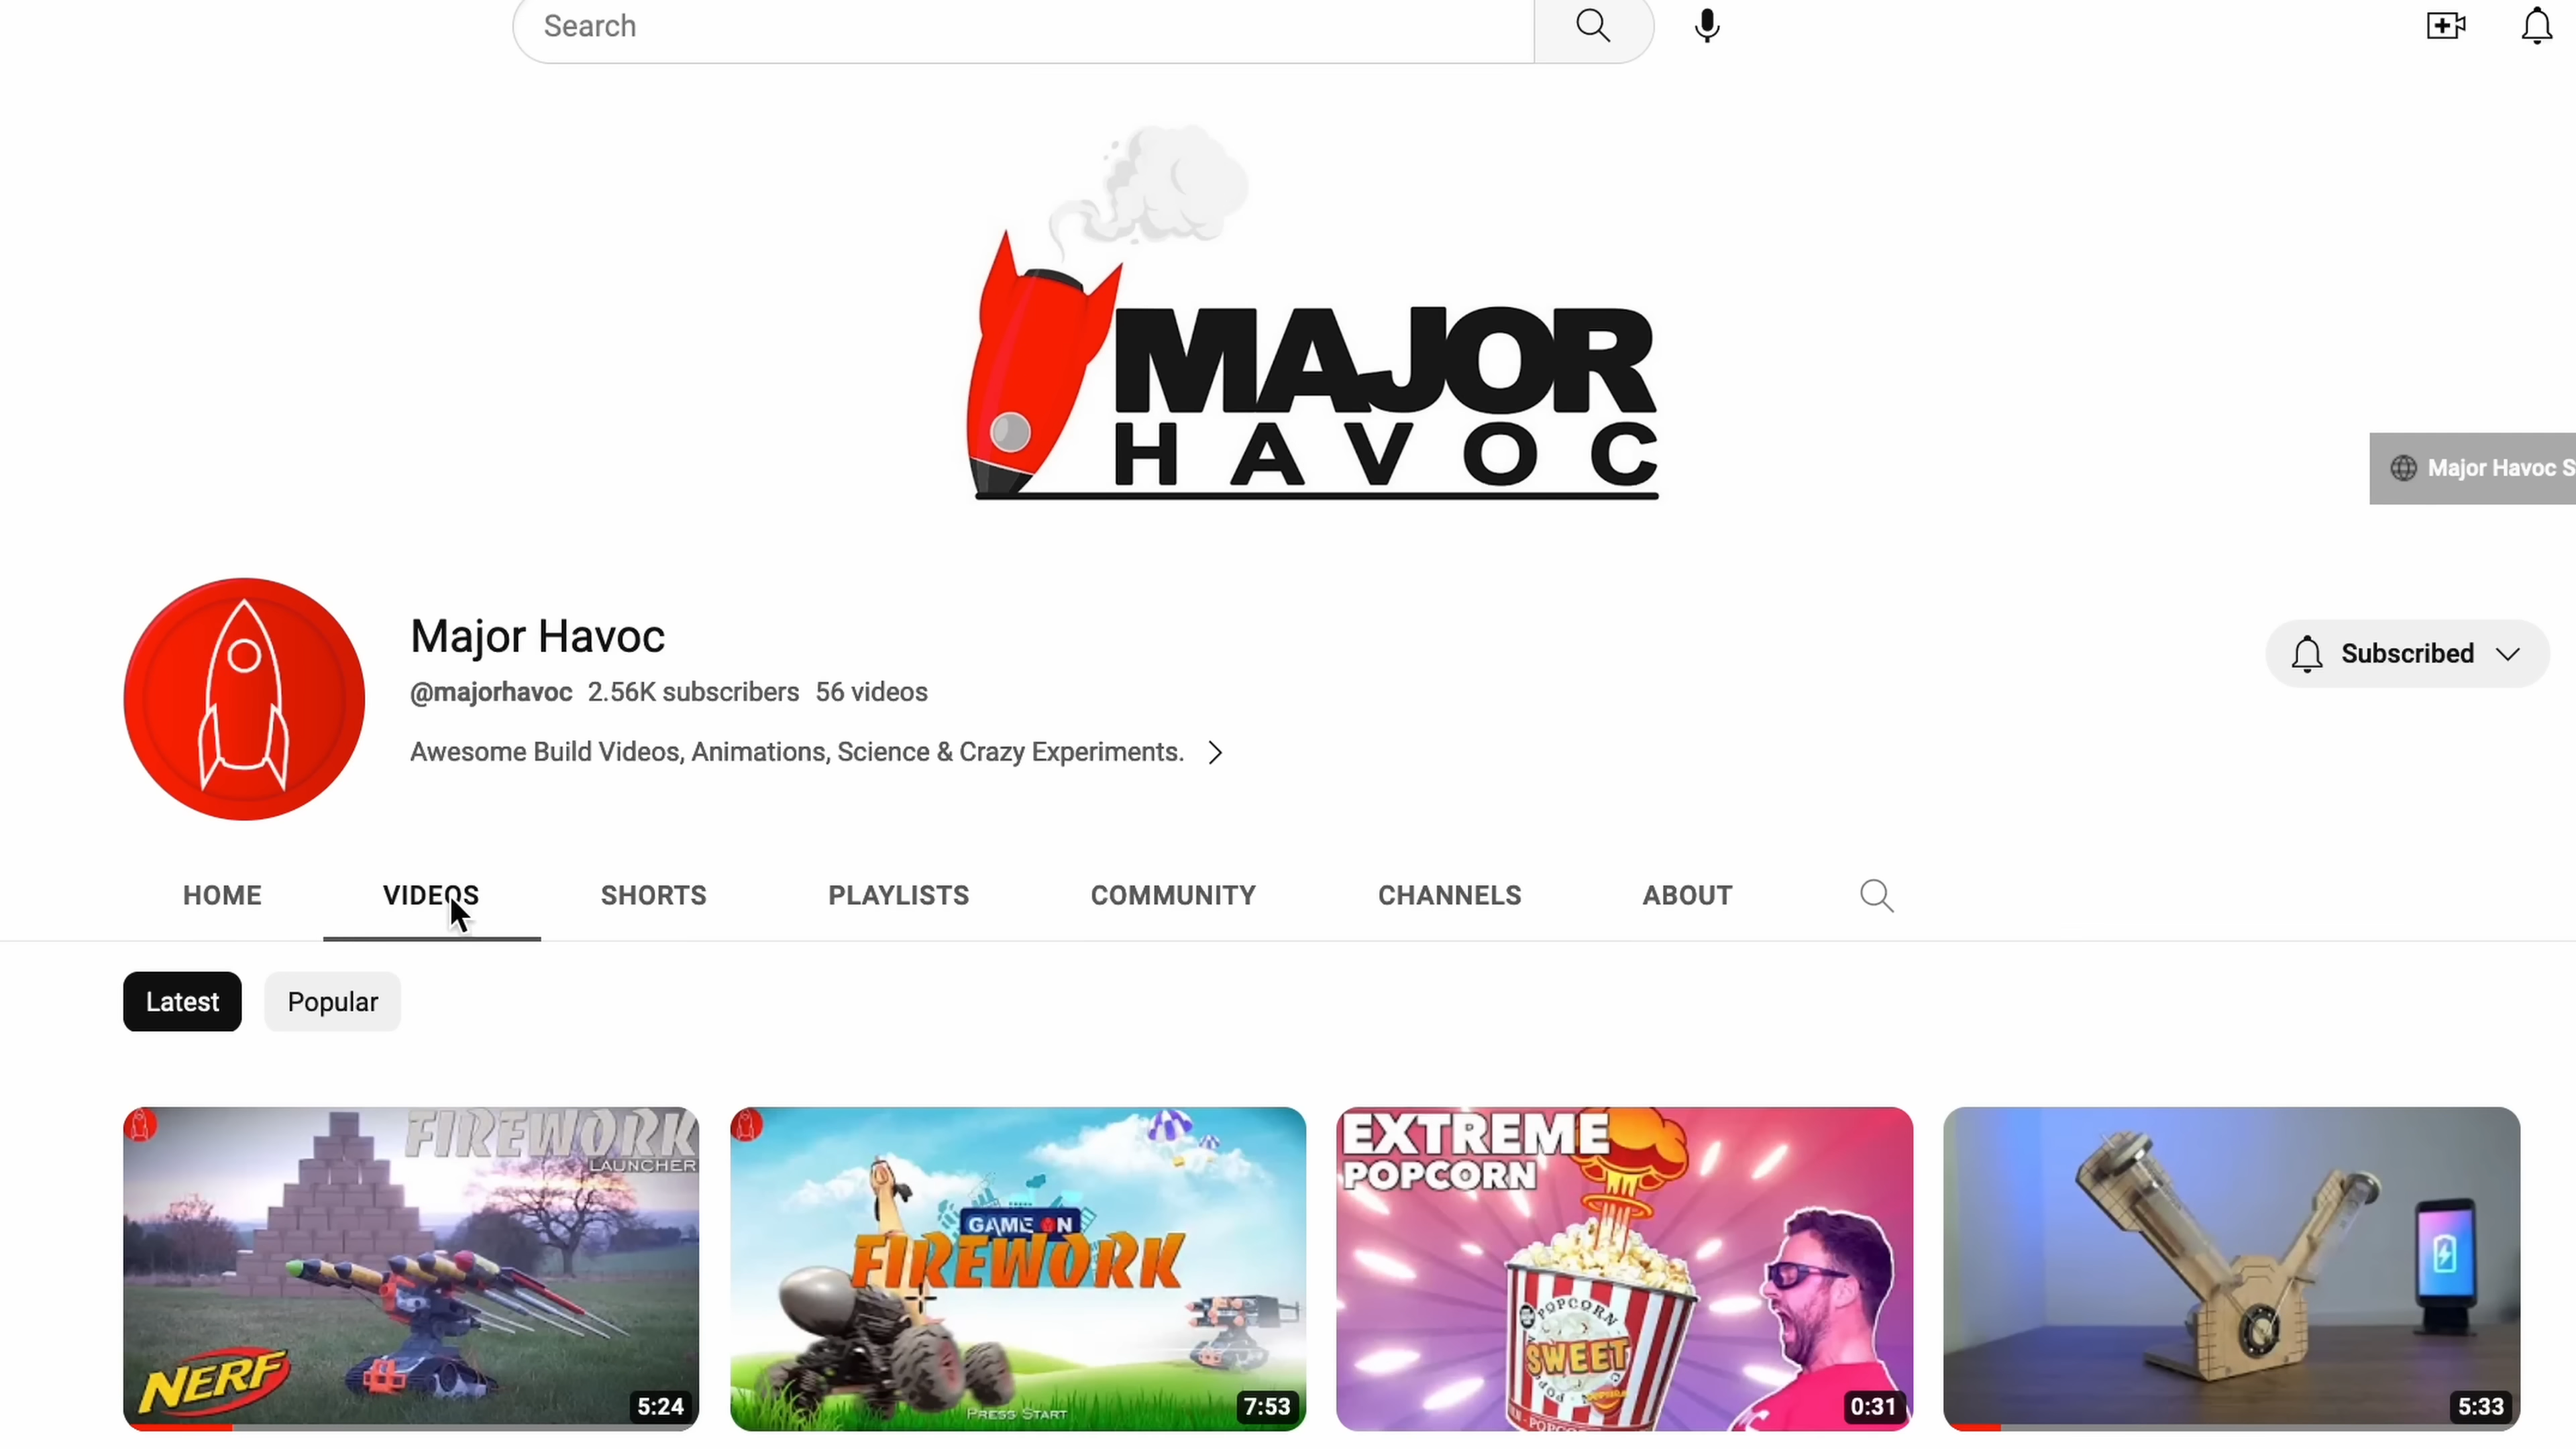 Search
MAJOR
HAVOC
Major Havoc S
Major Havoc
@majorhavoc 2.56K subscribers 56 videos
Awesome Build Videos, Animations, Science & Crazy Experiments.
Subscribed
HOME VIDEOS SHORTS PLAYLISTS COMMUNITY CHANNELS ABOUT
Latest Popular
FIREWORK
LAUNCHER
NERF
5:24
GAME ON
FIREWORK
PRESS START
7:53
EXTREME
POPCORN
POPCORN
SWEET
0:31
5:33